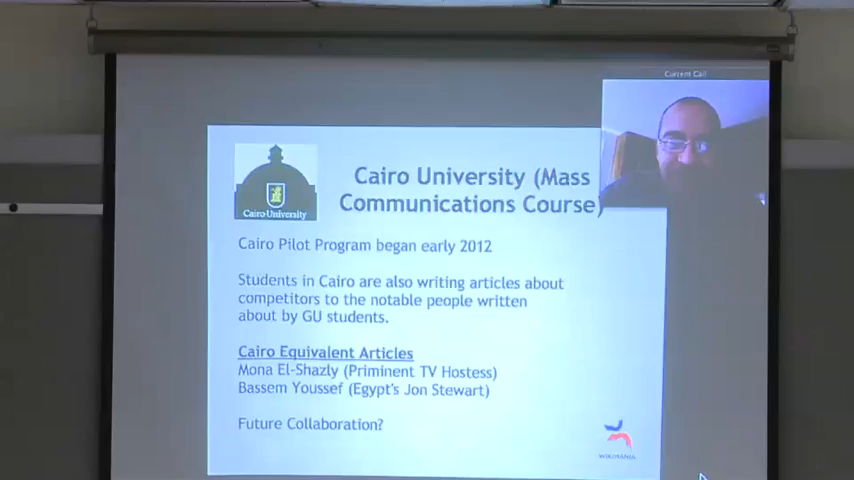 Current Call
Cairo University (Mass
Communications Course)
Cairo University
Cairo Pilot Program began early 2012
Students in Cairo are also writing articles about
competitors to the notable people written
about by GU students.
Cairo Equivalent Articles
Mona El-Shazly (Priminent TV Hostess)
Bassem Youssef (Egypt's Jon Stewart)
Future Collaboration?
WIKIMANIA